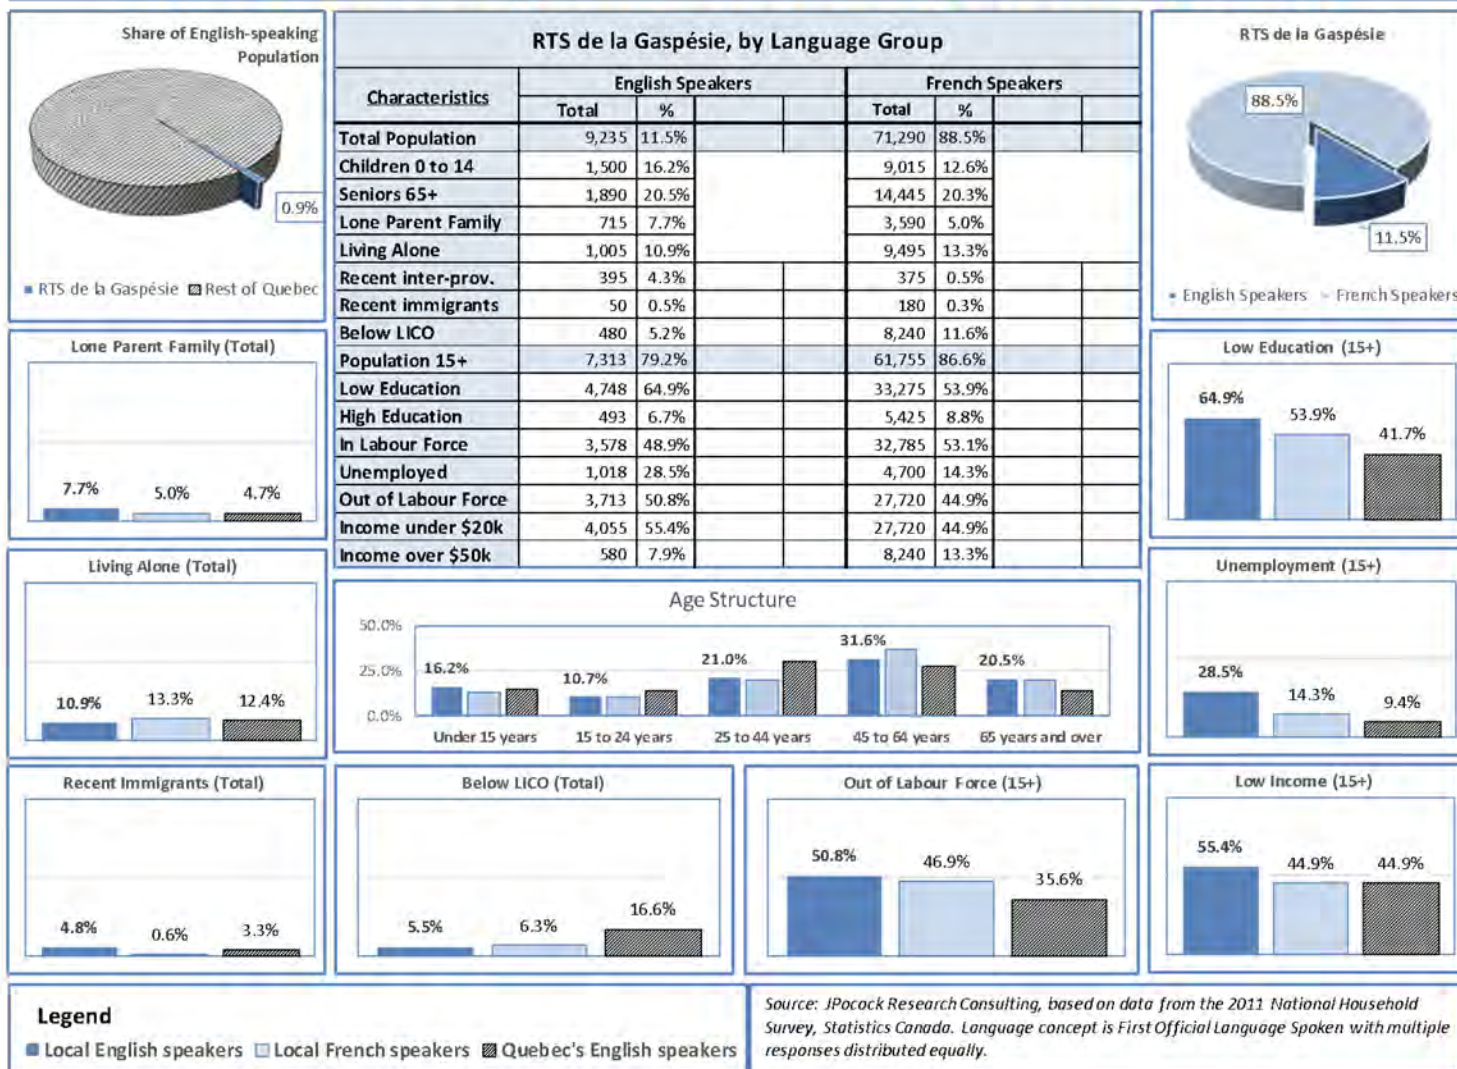 Share of English-speaking
Population
0.9%
RTS de la Gaspésie Rest of Quebec
RTS de la Gaspésie, by Language Group
Characteristics English Speakers French Speakers
Total % Total %
Total Population 9,235 11.5% 71,290 88.5%
Children 0 to 14 1,500 16.2% 9,015 12.6%
Seniors 65+ 1,890 20.5% 14,445 20.3%
Lone Parent Family 715 7.7% 3,590 5.0%
Living Alone 1,005 10.9% 9,495 13.3%
Recent inter-prov. 395 4.3% 375 0.5%
Recent immigrants 50 0.5% 180 0.3%
Below LICO 480 5.2% 8,240 11.6%
Population 15+ 7,313 79.2% 61,755 86.6%
Low Education 4,748 64.9% 33,275 53.9%
High Education 493 6.7% 5,425 8.8%
In Labour Force 3,578 48.9% 32,785 53.1%
Unemployed 1,018 28.5% 4,700 14.3%
Out of Labour Force 3,713 50.8% 27,720 44.9%
Income under $20k 4,055 55.4% 27,720 44.9%
Income over $50k 580 7.9% 8,240 13.3%
RTS de la Gaspésie
88.5%
11.5%
English Speakers French Speakers
Lone Parent Family (Total)
7.7% 5.0% 4.7%
Low Education (15+)
64.9% 53.9% 41.7%
Living Alone (Total)
10.9% 13.3% 12.4%
Age Structure
50.0%
25.0%
0.0%
16.2% 10.7% 21.0% 31.6% 20.5%
Under 15 years 15 to 24 years 25 to 44 years 45 to 64 years 65 years and over
Unemployment (15+)
28.5% 14.3% 9.4%
Recent Immigrants (Total)
4.8% 0.6% 3.3%
Below LICO (Total)
5.5% 6.3% 16.6%
Out of Labour Force (15+)
50.8% 46.9% 35.6%
Low Income (15+)
55.4% 44.9% 44.9%
Legend
Local English speakers Local French speakers Quebec's English speakers
Source: JPocock Research Consulting, based on data from the 2011 National Household
Survey, Statistics Canada. Language concept is First Official Language Spoken with multiple
responses distributed equally.